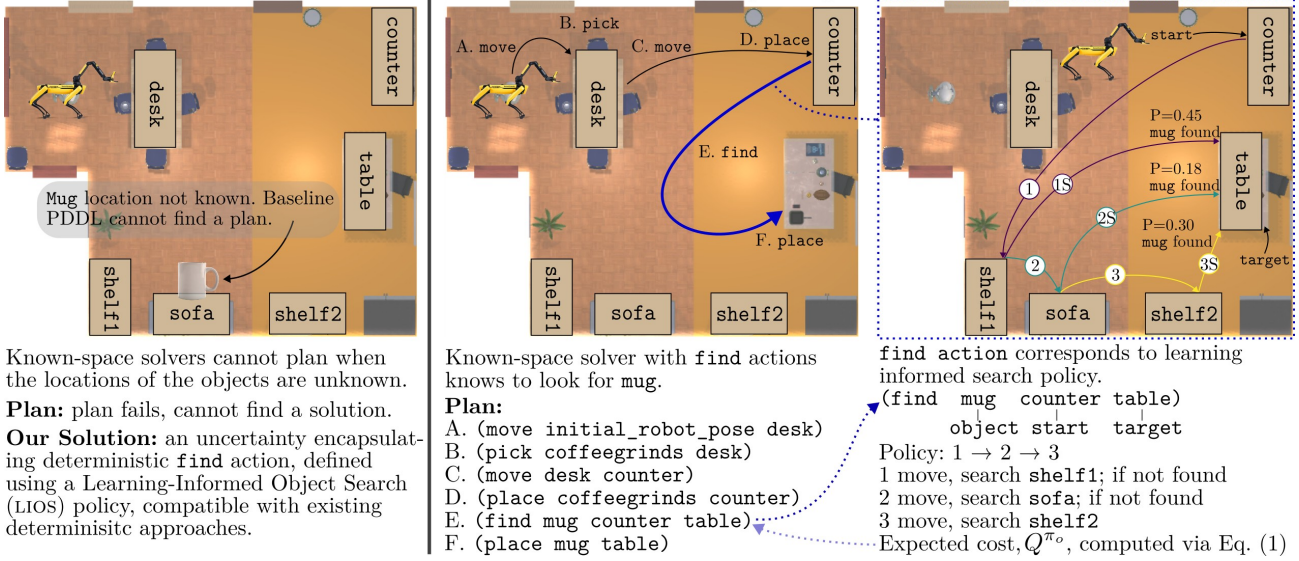 desk
counter
table
Mug location not known. Baseline
PDDL cannot find a plan.
shelf1
sofa
shelf2
Known-space solvers cannot plan when
the locations of the objects are unknown.
Plan: plan fails, cannot find a solution.
Our Solution: an uncertainty encapsulat-
ing deterministic find action, defined
using a Learning-Informed Object Search
(LIOS) policy, compatible with existing
determinisitc approaches.
A. move
B. pick
C. move
D. place
desk
counter
E. find
F. place
shelf1
sofa
shelf2
Known-space solver with find actions
knows to look for mug.
Plan:
A. (move initial_robot_pose desk)
B. (pick coffeegrinds desk)
C. (move desk counter)
D. (place coffeegrinds counter)
E. (find mug counter table)
F. (place mug table)
start
counter
desk
P=0.45
mug found
table
1
1S
P=0.18
mug found
2S
P=0.30
mug found
target
2
3
3S
shelf1
sofa
shelf2
find action corresponds to learning
informed search policy.
(find mug counter table)
object start target
Policy: 1 → 2 → 3
1 move, search shelf1; if not found
2 move, search sofa; if not found
3 move, search shelf2
Expected cost, Q^{π_o}, computed via Eq. (1)